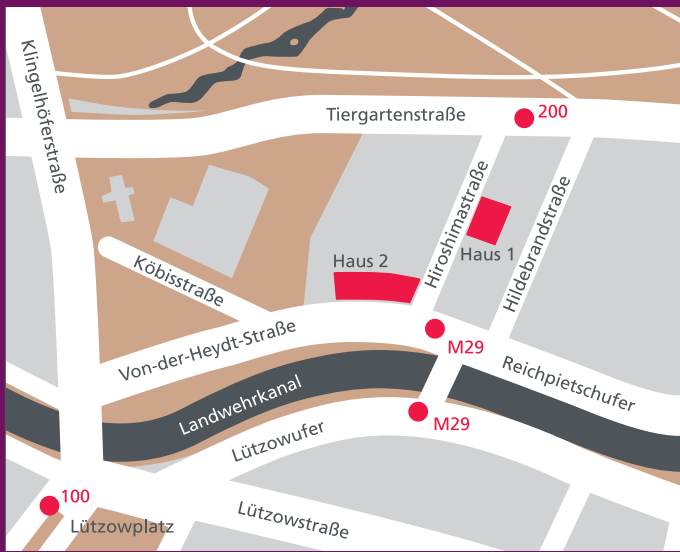 Klingelhöferstraße
Tiergartenstraße
200
Hiroshimastraße
Hildebrandstraße
Haus 1
Haus 2
Köbisstraße
Von-der-Heydt-Straße
M29
Reichpietschufer
Landwehrkanal
M29
Lützowufer
100
Lützowplatz
Lützowstraße